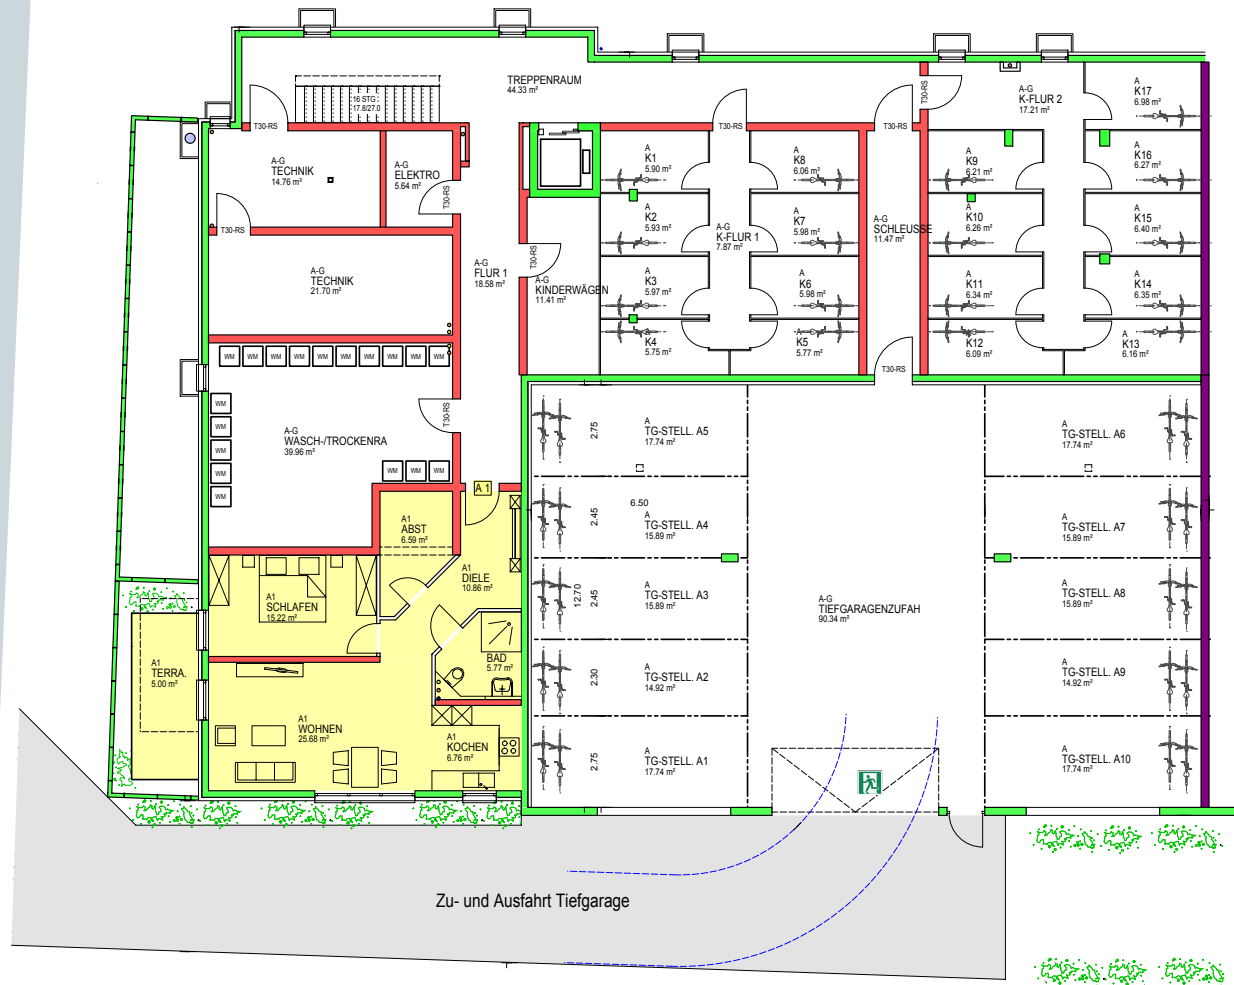 TREPPENRAUM
44.33 m²
16 STG.
17.8/27.0
T30-RS
T30-RS
T30-RS
T30-RS
A-G
K-FLUR 2
17.21 m²
A
K17
6.98 m²
A-G
TECHNIK
14.76 m²
A-G
ELEKTRO
5.64 m²
T30-RS
T30-RS
A
K1
5.90 m²
A
K8
6.06 m²
A
K9
6.21 m²
A
K16
6.27 m²
A
K2
5.93 m²
A-G
K-FLUR 1
7.87 m²
A
K7
5.98 m²
A-G
SCHLEUSSE
11.47 m²
A
K10
6.26 m²
A
K15
6.40 m²
A-G
TECHNIK
21.70 m²
A-G
FLUR 1
18.58 m²
T30-RS
A-G
KINDERWÄGEN
11.41 m²
A
K3
5.97 m²
A
K6
5.98 m²
A
K11
6.34 m²
A
K14
6.35 m²
A
K4
5.75 m²
A
K5
5.77 m²
A
K12
6.09 m²
A
K13
6.16 m²
T30-RS
WM WM WM WM WM WM WM WM WM WM
WM
WM
WM
WM
WM
WM WM WM
A-G
WASCH-/TROCKENRA
39.96 m²
T30-RS
2.75
A
TG-STELL. A5
17.74 m²
A
TG-STELL. A6
17.74 m²
A 1
A1
ABST
6.59 m²
6.50
2.45
A
TG-STELL. A4
15.89 m²
A
TG-STELL. A7
15.89 m²
A1
DIELE
10.86 m²
A1
SCHLAFEN
15.22 m²
12.70
2.45
A
TG-STELL. A3
15.89 m²
A-G
TIEFGARAGENZUFAH
90.34 m²
A
TG-STELL. A8
15.89 m²
A1
TERRA.
5.00 m²
BAD
5.77 m²
2.30
A
TG-STELL. A2
14.92 m²
A
TG-STELL. A9
14.92 m²
A1
WOHNEN
25.68 m²
A1
KOCHEN
6.76 m²
2.75
A
TG-STELL. A1
17.74 m²
A
TG-STELL. A10
17.74 m²
Zu- und Ausfahrt Tiefgarage